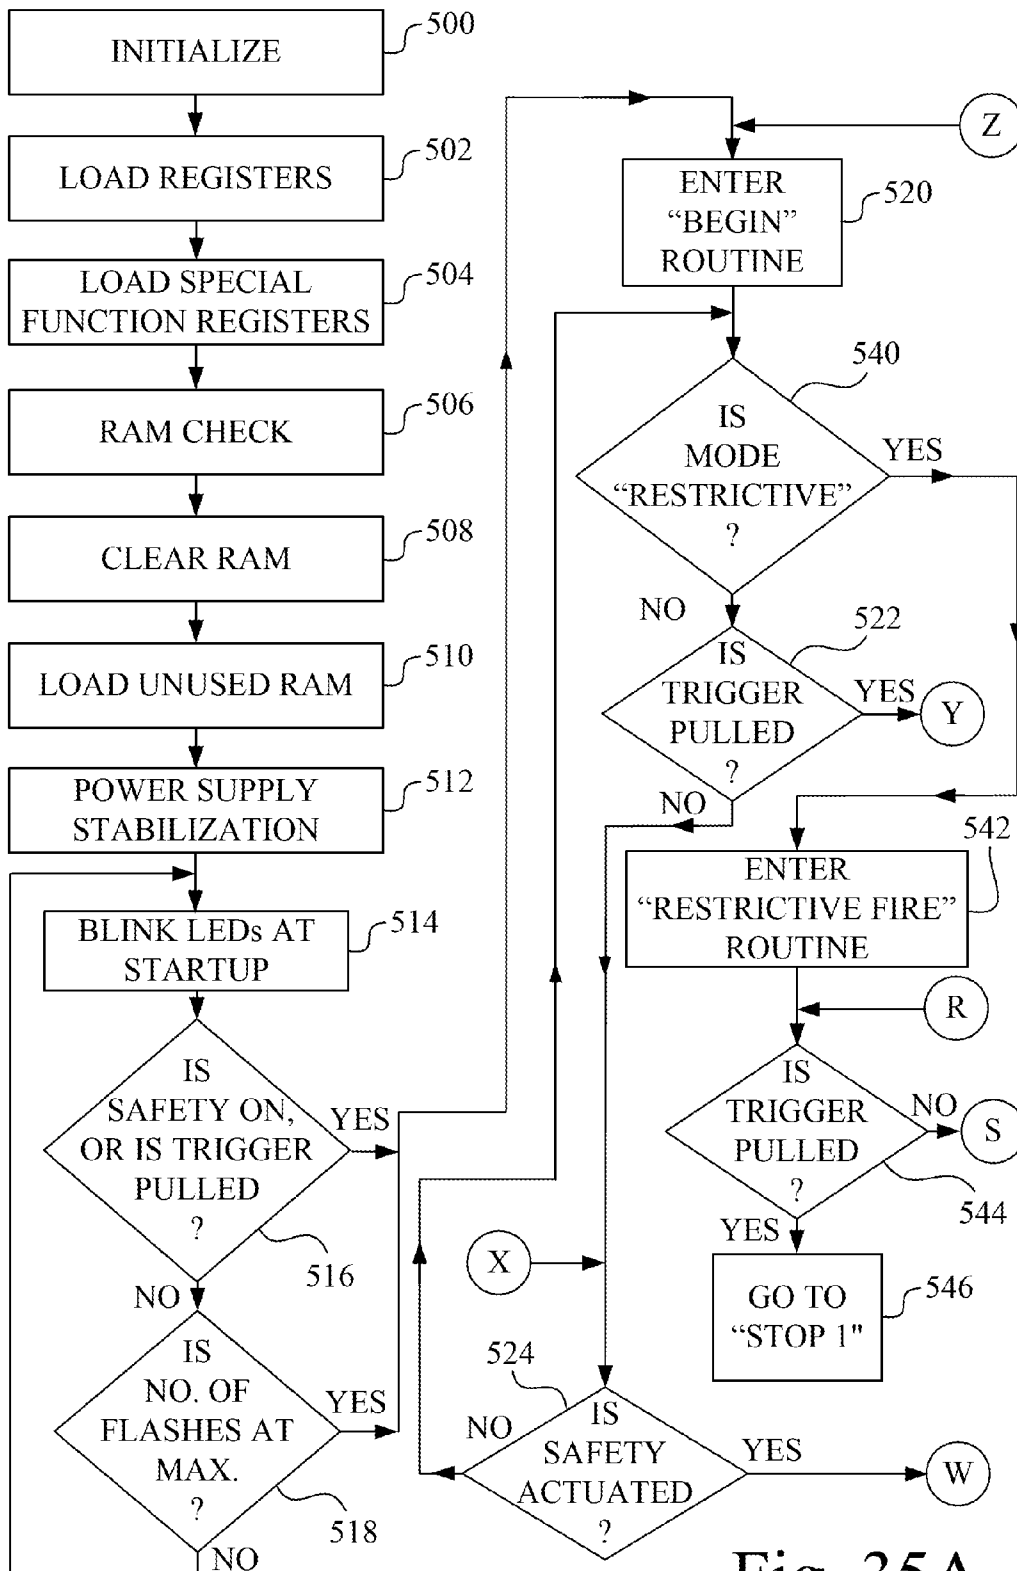 INITIALIZE
500
LOAD REGISTERS
502
LOAD SPECIAL
FUNCTION REGISTERS
504
RAM CHECK
506
CLEAR RAM
508
LOAD UNUSED RAM
510
POWER SUPPLY
STABILIZATION
512
BLINK LEDs AT
STARTUP
514
IS
SAFETY ON,
OR IS TRIGGER
PULLED
?
YES
516
NO
IS
NO. OF
FLASHES AT
MAX.
?
YES
518
NO
Z
ENTER
“BEGIN”
ROUTINE
520
540
IS
MODE
“RESTRICTIVE”
?
YES
NO
522
IS
TRIGGER
PULLED
?
YES
Y
NO
542
ENTER
“RESTRICTIVE FIRE”
ROUTINE
R
IS
TRIGGER
PULLED
?
NO
S
544
YES
GO TO
“STOP 1"
546
X
524
IS
SAFETY
ACTUATED
?
NO
YES
W
Fig. 35A